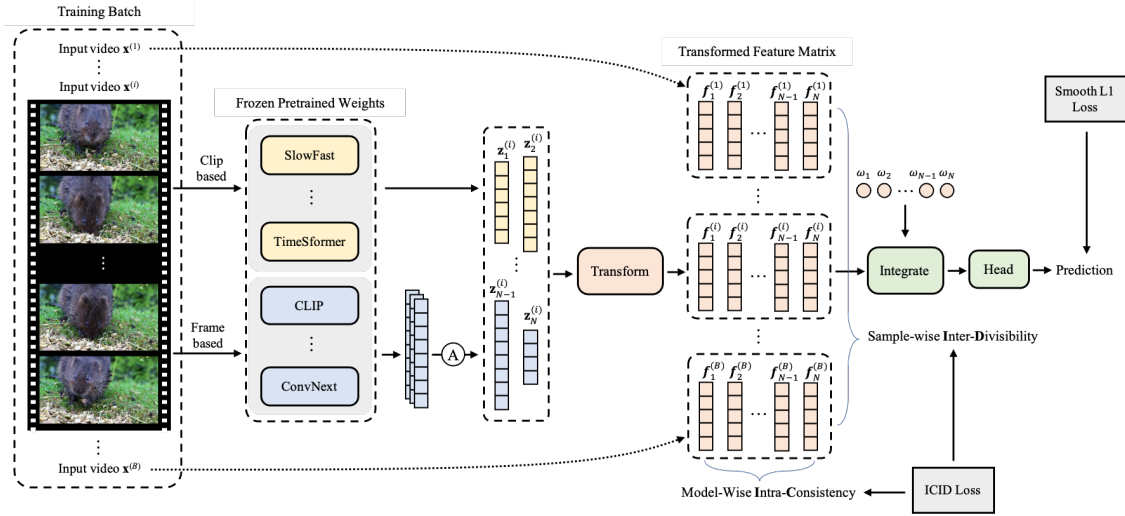 Training Batch
Input video x^(1)
Input video x^(i)
Input video x^(B)
Clip
based
Frame
based
Frozen Pretrained Weights
SlowFast
TimeSformer
CLIP
ConvNext
A
z_1^(i)
z_2^(i)
z_{N-1}^(i)
z_N^(i)
Transform
Transformed Feature Matrix
f_1^(1) f_2^(1) f_{N-1}^(1) f_N^(1)
...
f_1^(i) f_2^(i) f_{N-1}^(i) f_N^(i)
...
f_1^(B) f_2^(B) f_{N-1}^(B) f_N^(B)
...
Model-Wise Intra-Consistency
ω_1 ω_2 ... ω_{N-1} ω_N
Integrate
Head
Prediction
Smooth L1
Loss
Sample-wise Inter-Divisibility
ICID Loss